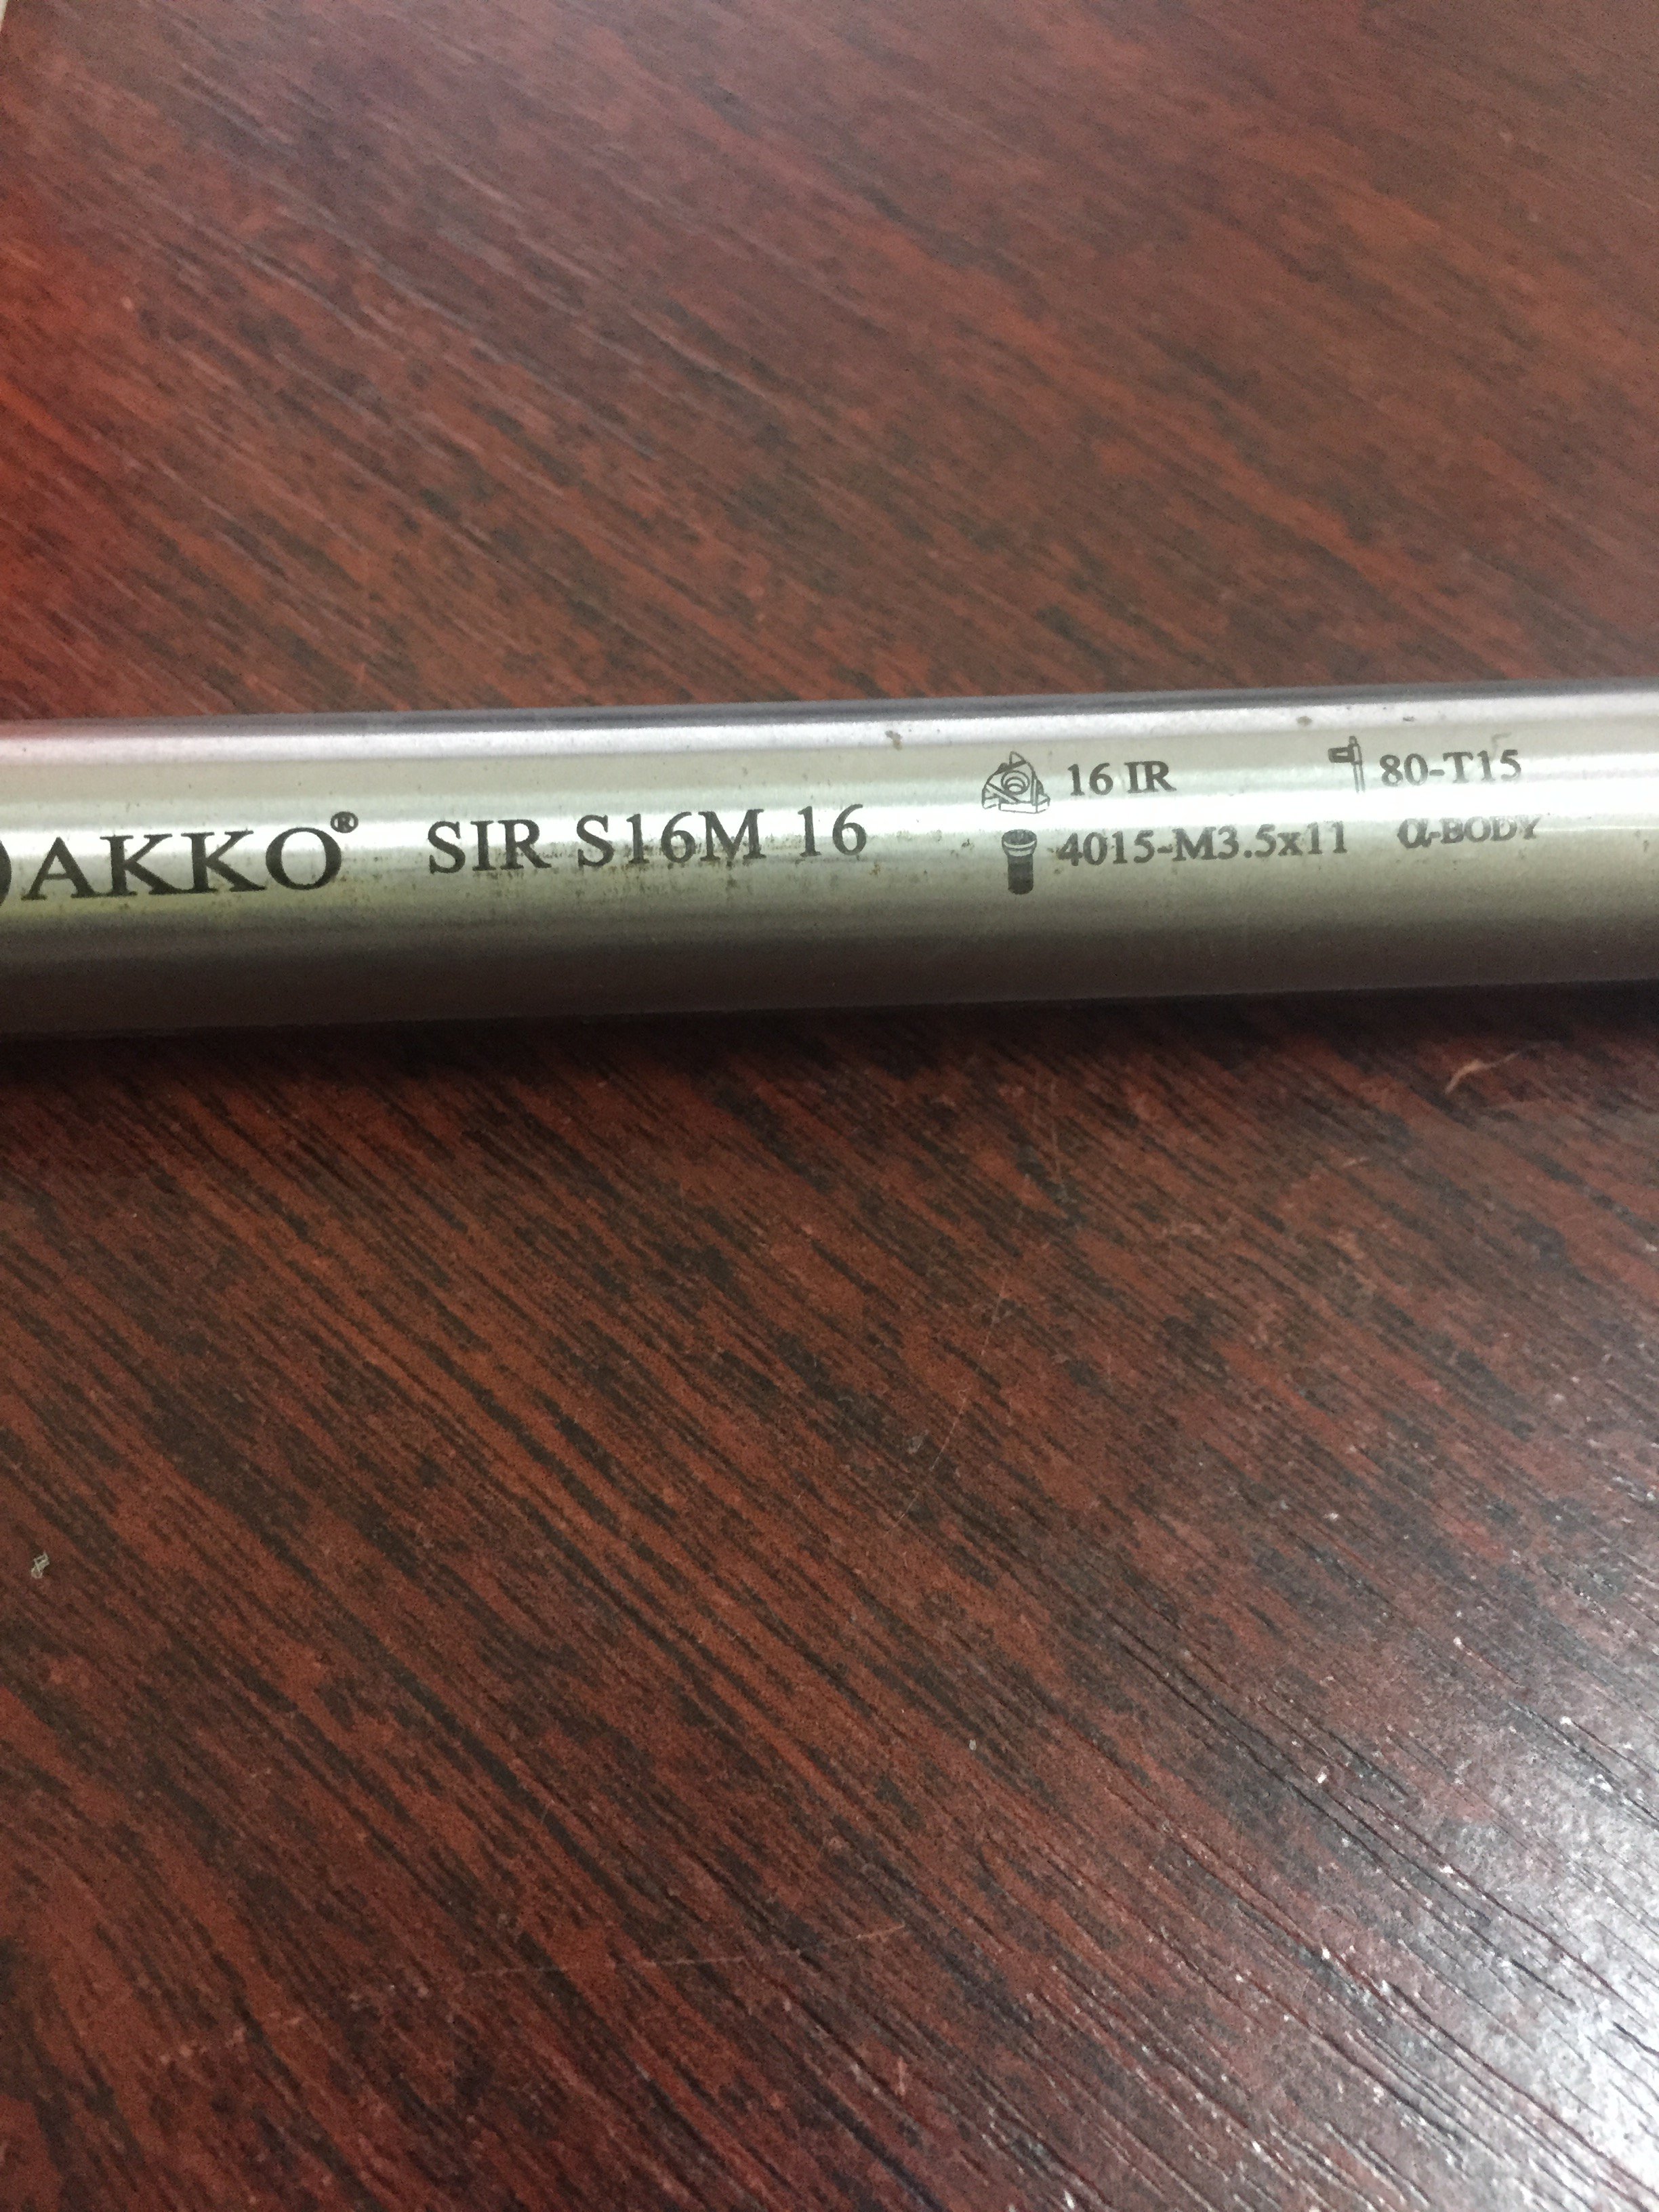 AKKO® SIR S16M 16
16 IR 80-T15
4015-M3.5x11 α-BODY